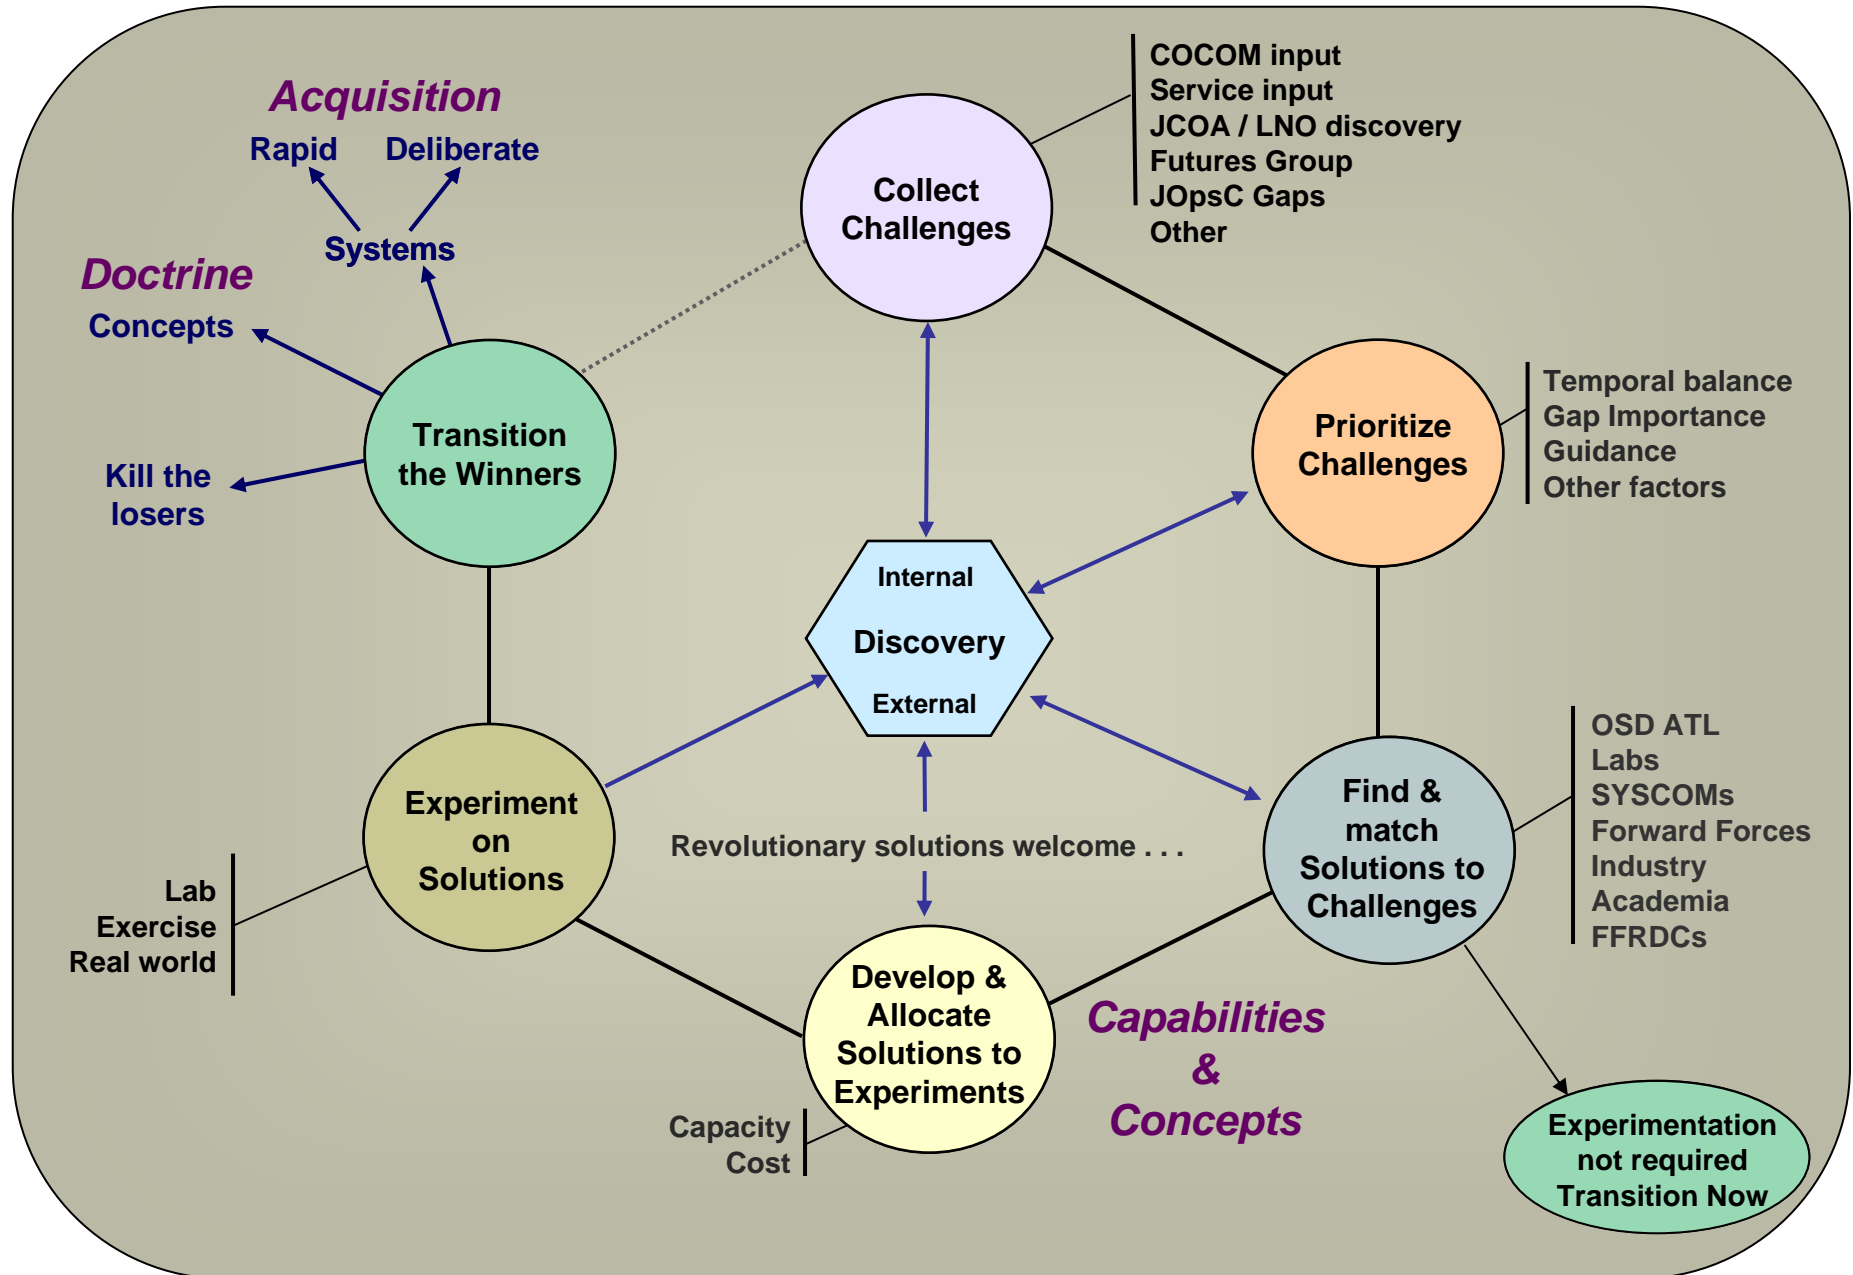 Acquisition
Rapid
Deliberate
Systems
Doctrine
Concepts
Kill the
losers
Collect
Challenges
COCOM input
Service input
JCOA / LNO discovery
Futures Group
JOpsC Gaps
Other
Transition
the Winners
Prioritize
Challenges
Temporal balance
Gap Importance
Guidance
Other factors
Internal
Discovery
External
Experiment
on
Solutions
Lab
Exercise
Real world
Revolutionary solutions welcome . . .
Find &
match
Solutions to
Challenges
OSD ATL
Labs
SYSCOMs
Forward Forces
Industry
Academia
FFRDCs
Develop &
Allocate
Solutions to
Experiments
Capacity
Cost
Capabilities
&
Concepts
Experimentation
not required
Transition Now